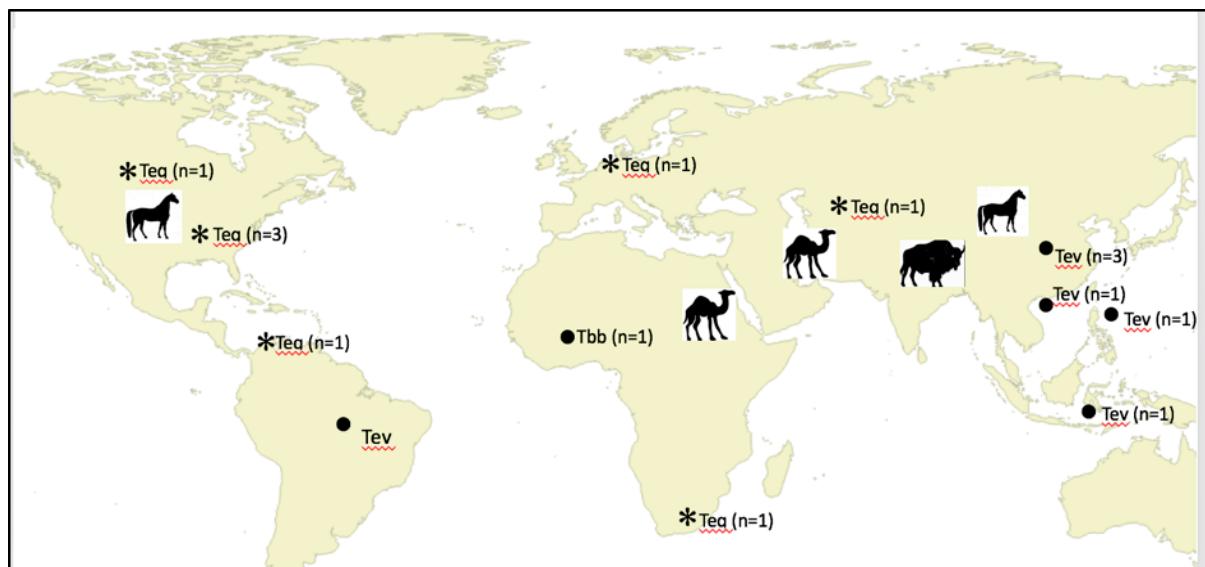 Teq (n=1)
Teq (n=1)
Teq (n=1)
Teq (n=3)
Tev (n=3)
Tev (n=1)
Tev (n=1)
Teq (n=1)
Tbb (n=1)
Tev (n=1)
Tev
Teq (n=1)